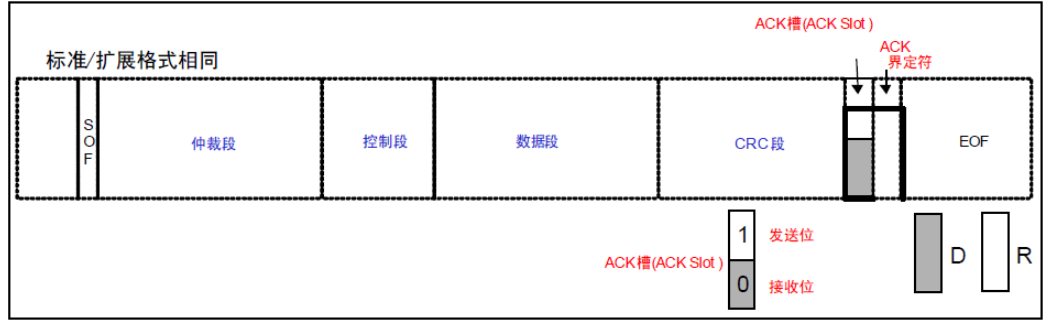 ACK槽(ACK Slot )
ACK
界定符
标准/扩展格式相同
S
O
F
仲裁段
控制段
数据段
CRC段
EOF
1
发送位
ACK槽(ACK Slot )
0
接收位
D
R